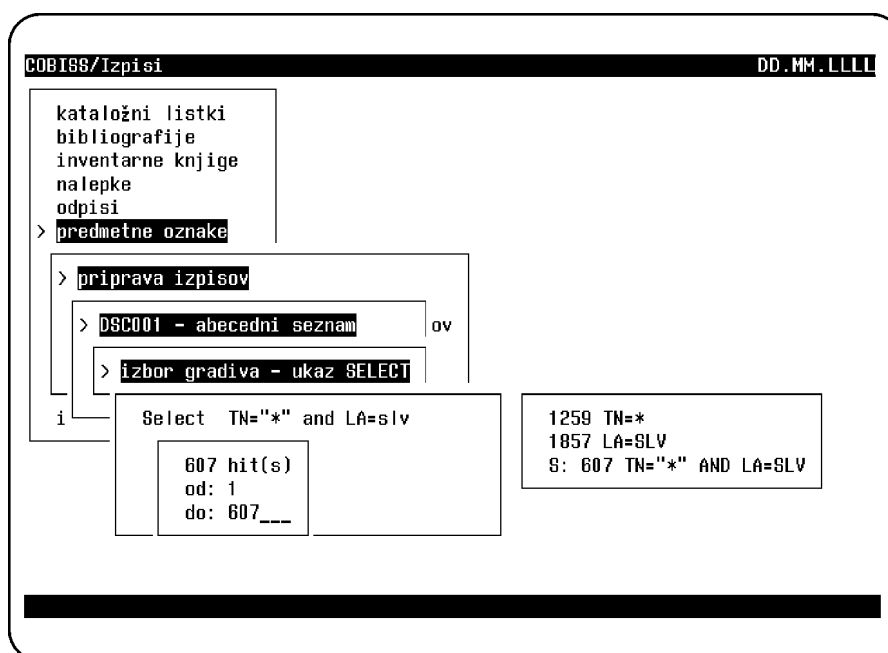 COBISS/Izpisi DD.MM.LLLL
kataložni listki
bibliografije
inventarne knjige
nalepke
odpisi
> predmetne oznake
> priprava izpisov
> DSC001 - abecedni seznam ov
> izbor gradiva - ukaz SELECT
i Select TN="*" and LA=slv
607 hit(s)
od: 1
do: 607___
1259 TN=*
1857 LA=SLV
S: 607 TN="*" AND LA=SLV